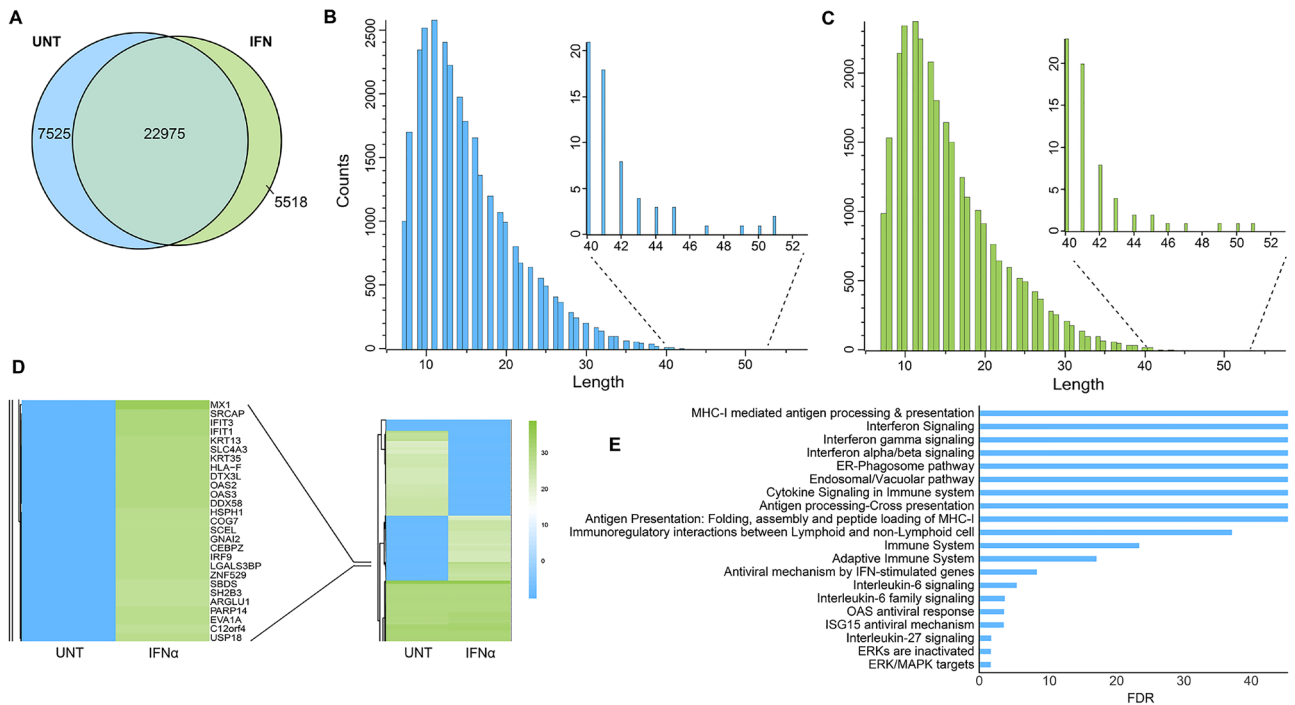 A
UNT
IFN
7525
22975
5518
B
Counts
0
500
1000
1500
2000
2500
10
20
30
40
50
Length
0
5
10
15
20
40
42
44
46
48
50
52
C
0
500
1000
1500
2000
10
20
30
40
50
Length
0
5
10
15
20
40
42
44
46
48
50
52
D
MX1
SRCAP
IFIT3
IFIT1
KRT13
SLC4A3
KRT35
HLA−F
DTX3L
OAS2
OAS3
DDX58
HSPH1
COG7
SCEL
GNAI2
CEBPZ
IRF9
LGALS3BP
ZNF529
SBDS
SH2B3
ARGLU1
PARP14
EVA1A
C12orf4
USP18
UNT
IFNα
UNT
IFNα
30
20
10
0
E
MHC-I mediated antigen processing & presentation
Interferon Signaling
Interferon gamma signaling
Interferon alpha/beta signaling
ER-Phagosome pathway
Endosomal/Vacuolar pathway
Cytokine Signaling in Immune system
Antigen processing-Cross presentation
Antigen Presentation: Folding, assembly and peptide loading of MHC-I
Immunoregulatory interactions between Lymphoid and non-Lymphoid cell
Immune System
Adaptive Immune System
Antiviral mechanism by IFN-stimulated genes
Interleukin-6 signaling
Interleukin-6 family signaling
OAS antiviral response
ISG15 antiviral mechanism
Interleukin-27 signaling
ERKs are inactivated
ERK/MAPK targets
0
10
20
30
40
FDR